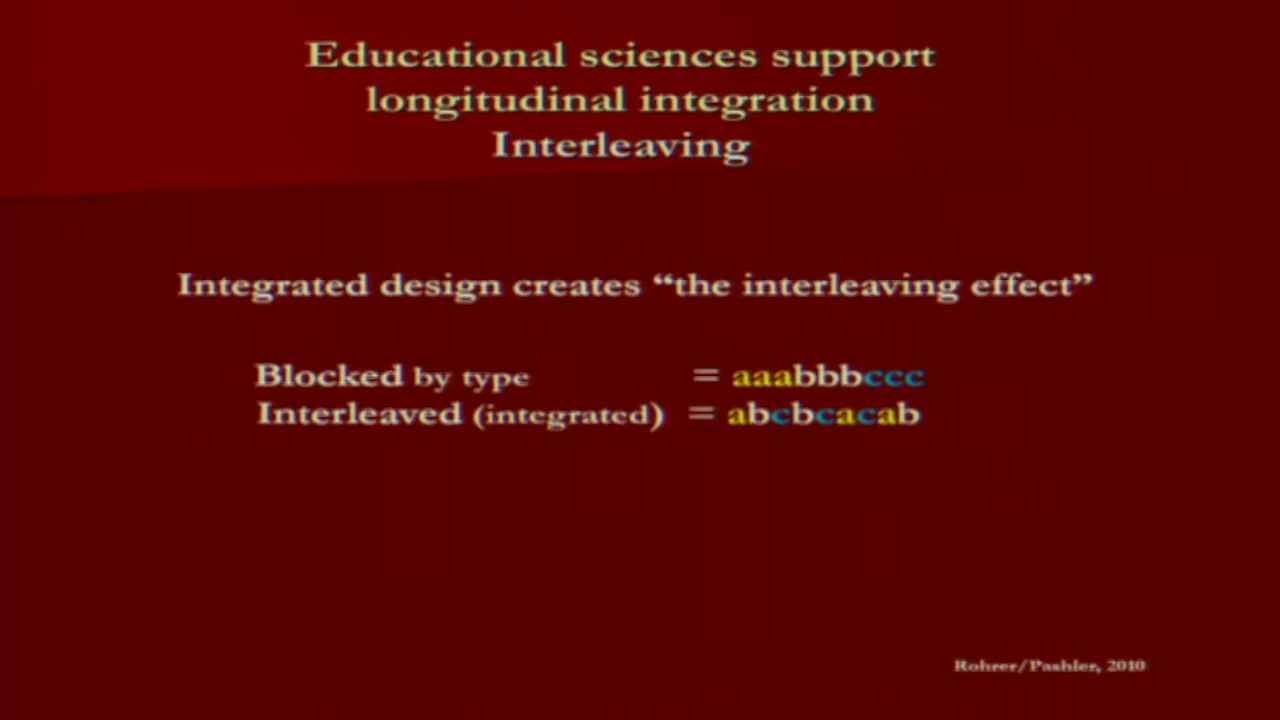 Educational sciences support
longitudinal integration
Interleaving
Integrated design creates “the interleaving effect”
Blocked by type = aaabbbccc
Interleaved (integrated) = abcbcacab
Rohrer/Pashler, 2010